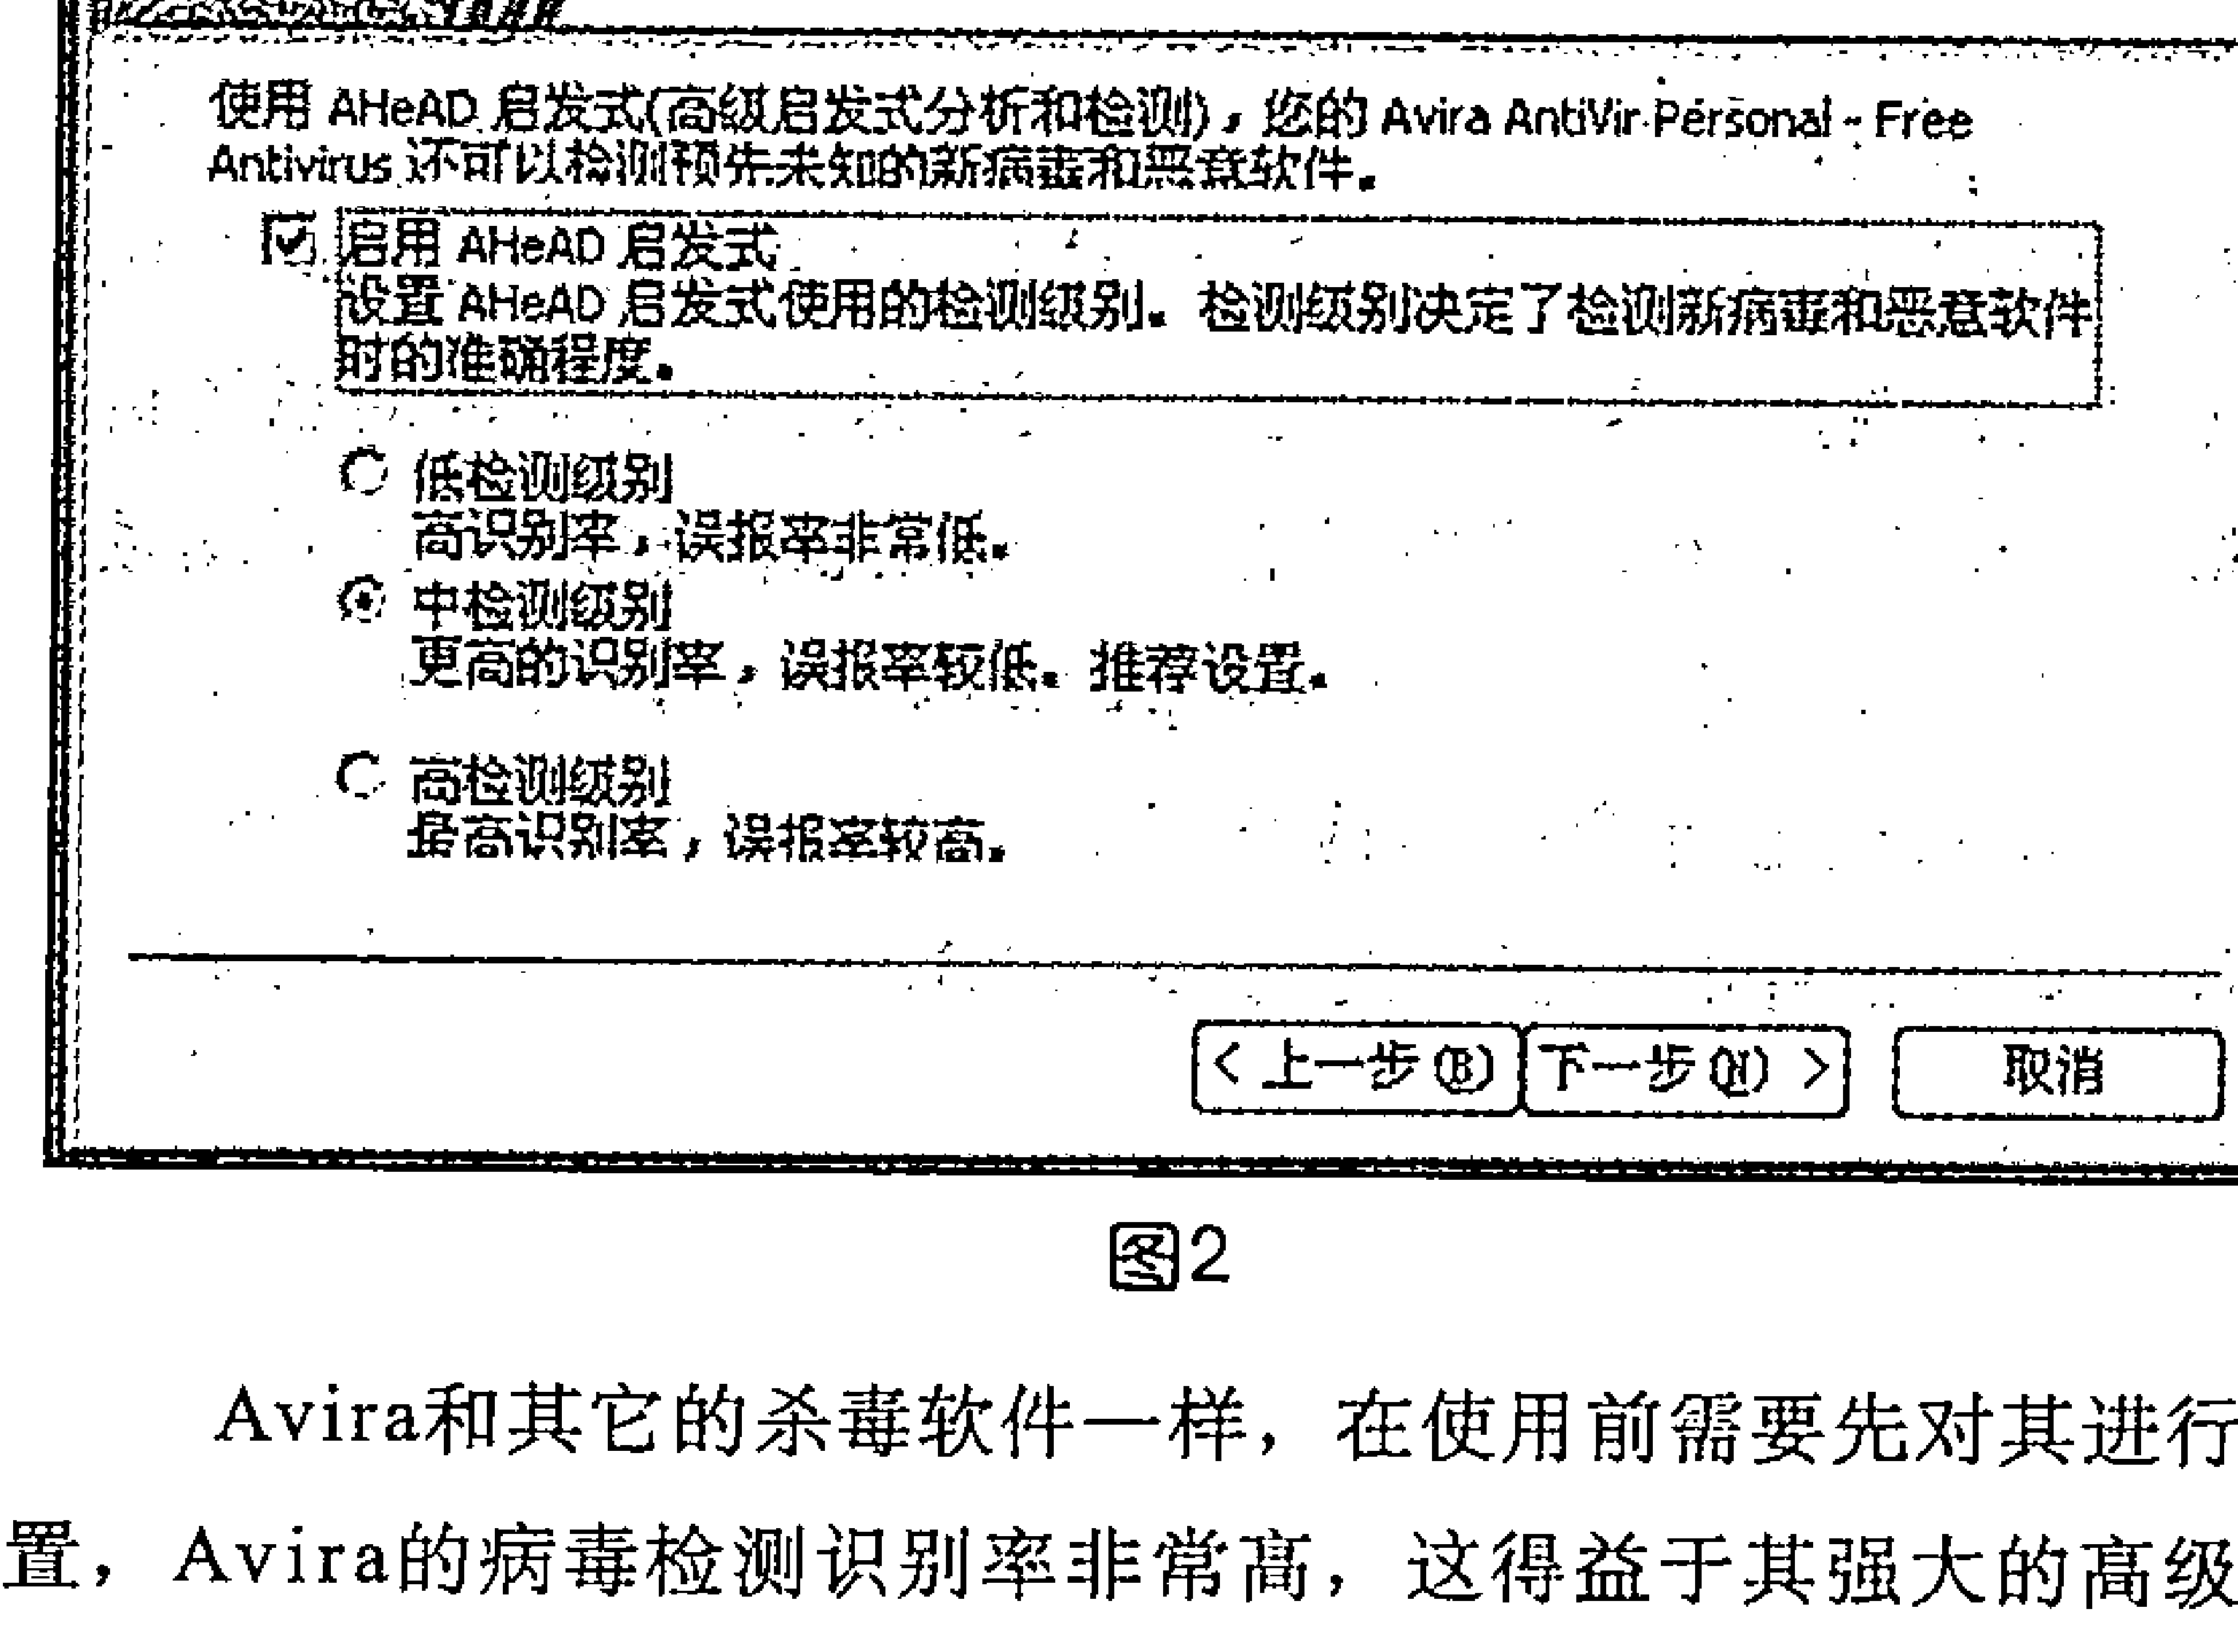 使用 AHeAD 启发式(高级启发式分析和检测)，您的 Avira AntiVir Personal - Free
Antivirus 还可以检测预先未知的新病毒和恶意软件。
启用 AHeAD 启发式
设置 AHeAD 启发式使用的检测级别。检测级别决定了检测新病毒和恶意软件
时的准确程度。
低检测级别
高识别率，误报率非常低。
中检测级别
更高的识别率，误报率较低。推荐设置。
高检测级别
最高识别率，误报率较高。
< 上一步(B) 下一步(N) > 取消
图2
Avira和其它的杀毒软件一样，在使用前需要先对其进行
置，Avira的病毒检测识别率非常高，这得益于其强大的高级